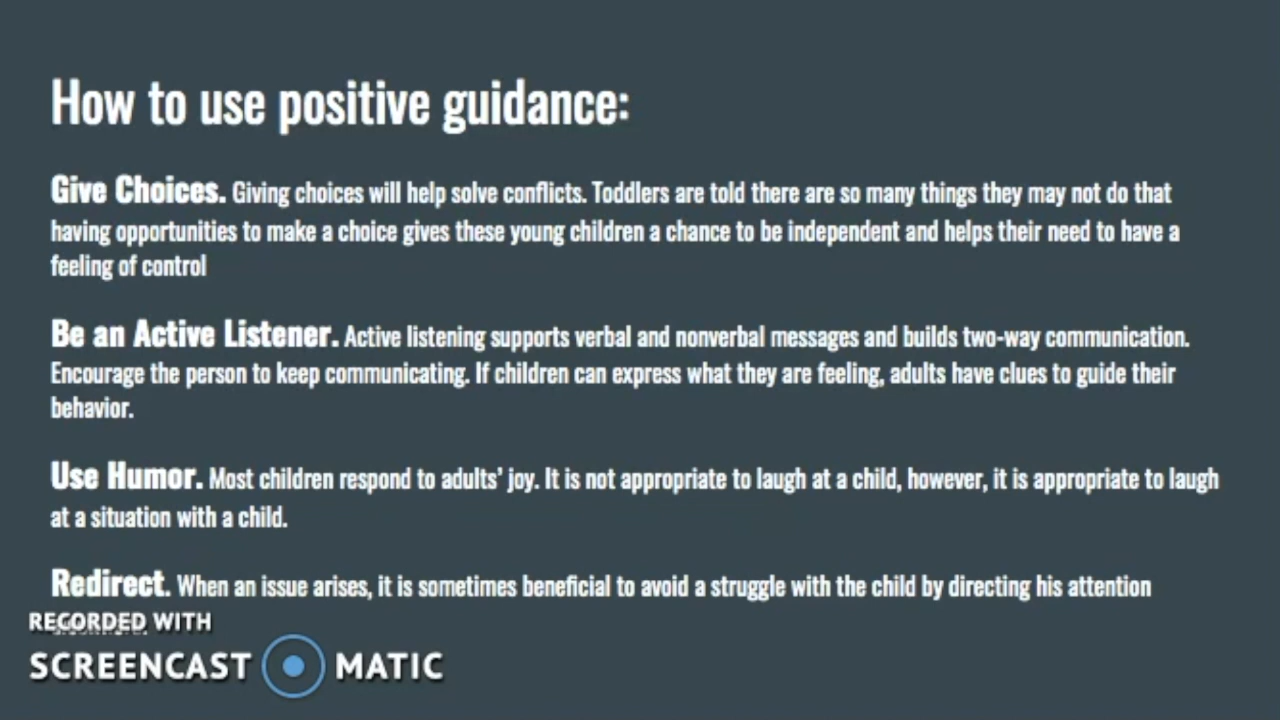 How to use positive guidance:
Give Choices. Giving choices will help solve conflicts. Toddlers are told there are so many things they may not do that
having opportunities to make a choice gives these young children a chance to be independent and helps their need to have a
feeling of control
Be an Active Listener. Active listening supports verbal and nonverbal messages and builds two-way communication.
Encourage the person to keep communicating. If children can express what they are feeling, adults have clues to guide their
behavior.
Use Humor. Most children respond to adults' joy. It is not appropriate to laugh at a child, however, it is appropriate to laugh
at a situation with a child.
Redirect. When an issue arises, it is sometimes beneficial to avoid a struggle with the child by directing his attention
RECORDED WITH
SCREENCAST MATIC